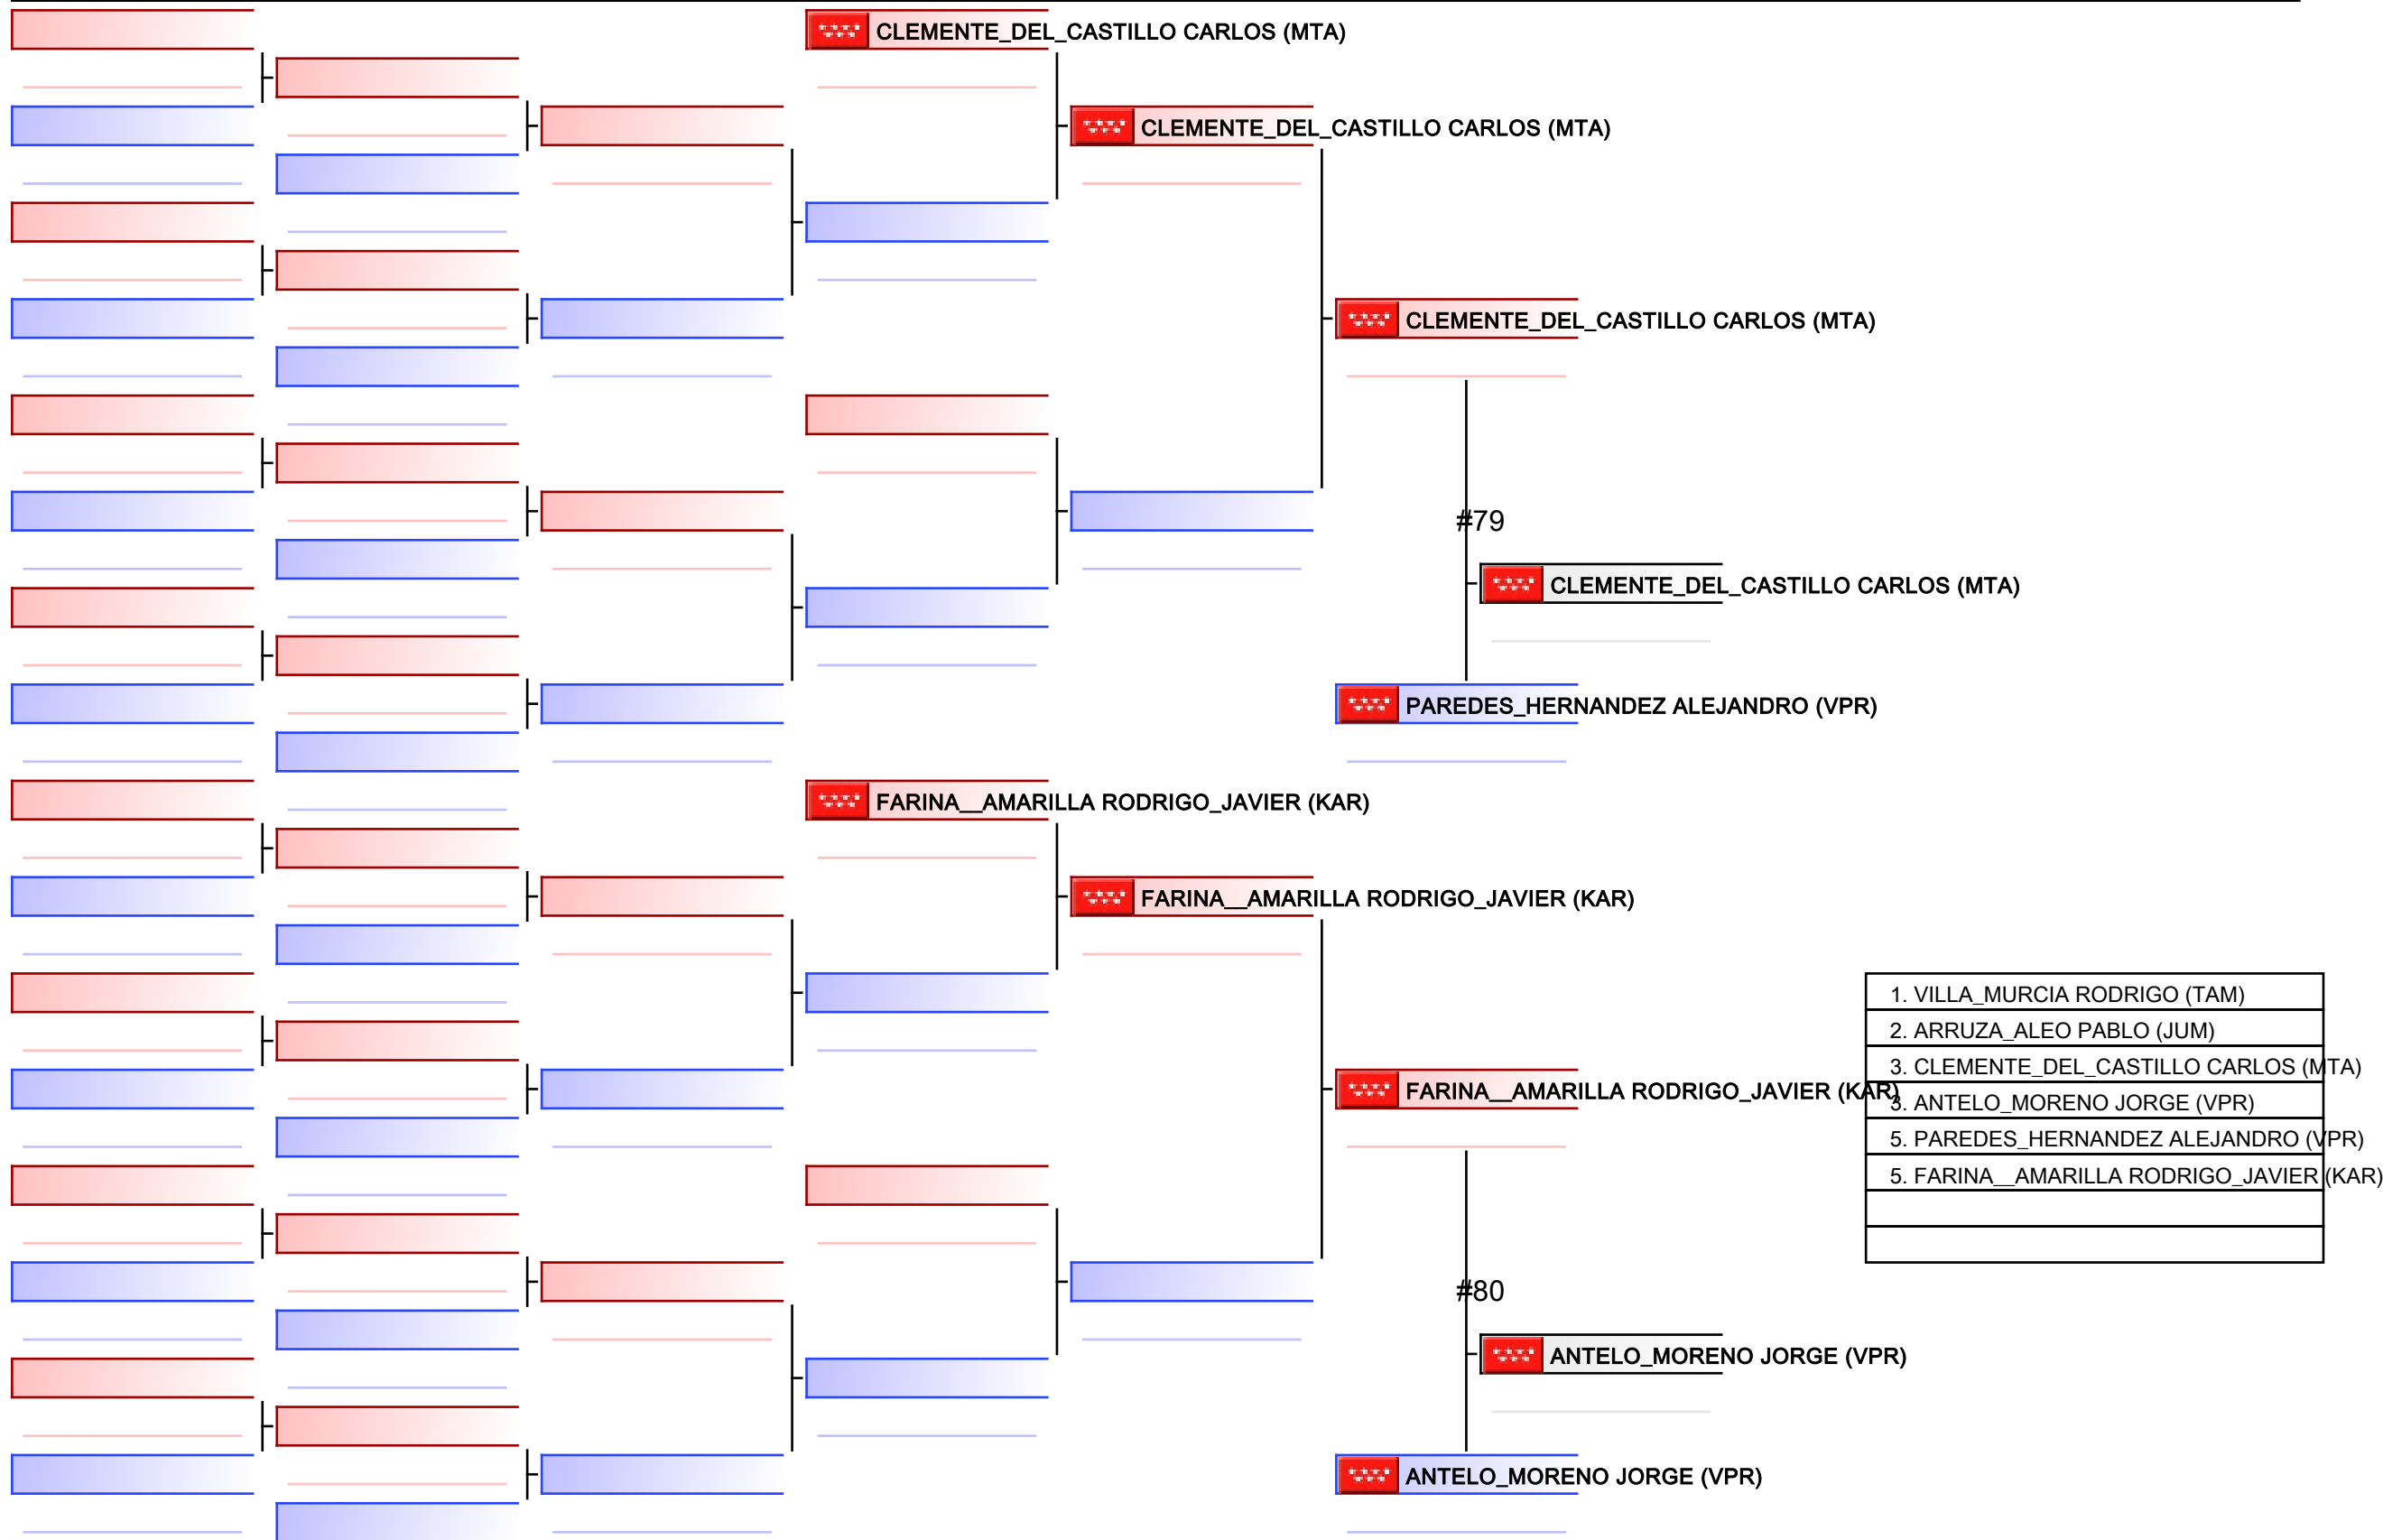 CLEMENTE_DEL_CASTILLO CARLOS (MTA)
CLEMENTE_DEL_CASTILLO CARLOS (MTA)
CLEMENTE_DEL_CASTILLO CARLOS (MTA)
#79
CLEMENTE_DEL_CASTILLO CARLOS (MTA)
PAREDES_HERNANDEZ ALEJANDRO (VPR)
FARINA__AMARILLA RODRIGO_JAVIER (KAR)
FARINA__AMARILLA RODRIGO_JAVIER (KAR)
FARINA__AMARILLA RODRIGO_JAVIER (KAR)
#80
ANTELO_MORENO JORGE (VPR)
ANTELO_MORENO JORGE (VPR)
1. VILLA_MURCIA RODRIGO (TAM)
2. ARRUZA_ALEO PABLO (JUM)
3. CLEMENTE_DEL_CASTILLO CARLOS (MTA)
3. ANTELO_MORENO JORGE (VPR)
5. PAREDES_HERNANDEZ ALEJANDRO (VPR)
5. FARINA__AMARILLA RODRIGO_JAVIER (KAR)